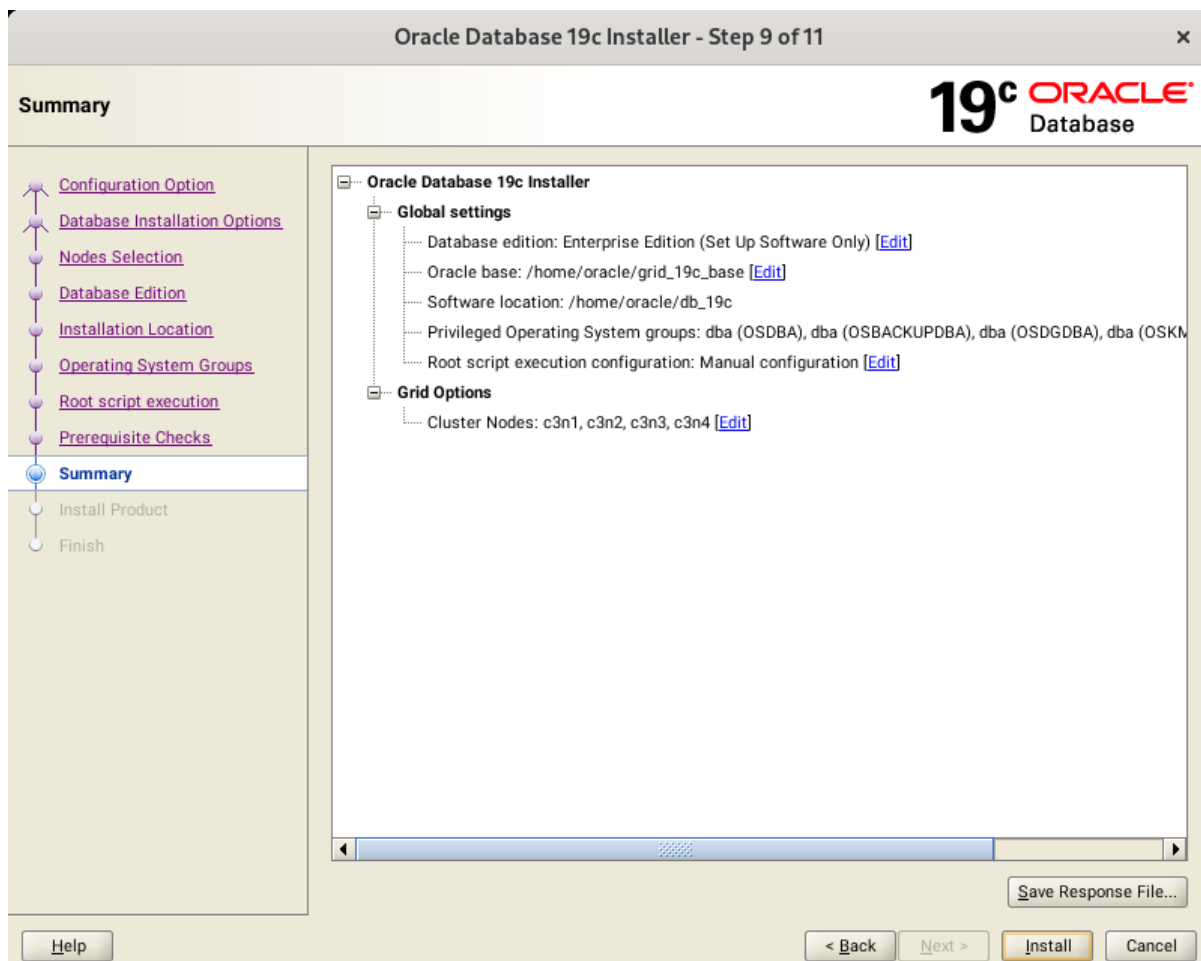 Oracle Database 19c Installer - Step 9 of 11
Summary
19c ORACLE
Database
Configuration Option
Database Installation Options
Nodes Selection
Database Edition
Installation Location
Operating System Groups
Root script execution
Prerequisite Checks
Summary
Install Product
Finish
Oracle Database 19c Installer
Global settings
Database edition: Enterprise Edition (Set Up Software Only) [Edit]
Oracle base: /home/oracle/grid_19c_base [Edit]
Software location: /home/oracle/db_19c
Privileged Operating System groups: dba (OSDBA), dba (OSBACKUPDBA), dba (OSDGDBA), dba
Root script execution configuration: Manual configuration [Edit]
Grid Options
Cluster Nodes: c3n1, c3n2, c3n3, c3n4 [Edit]
Save Response File...
Help
< Back
Next >
Install
Cancel